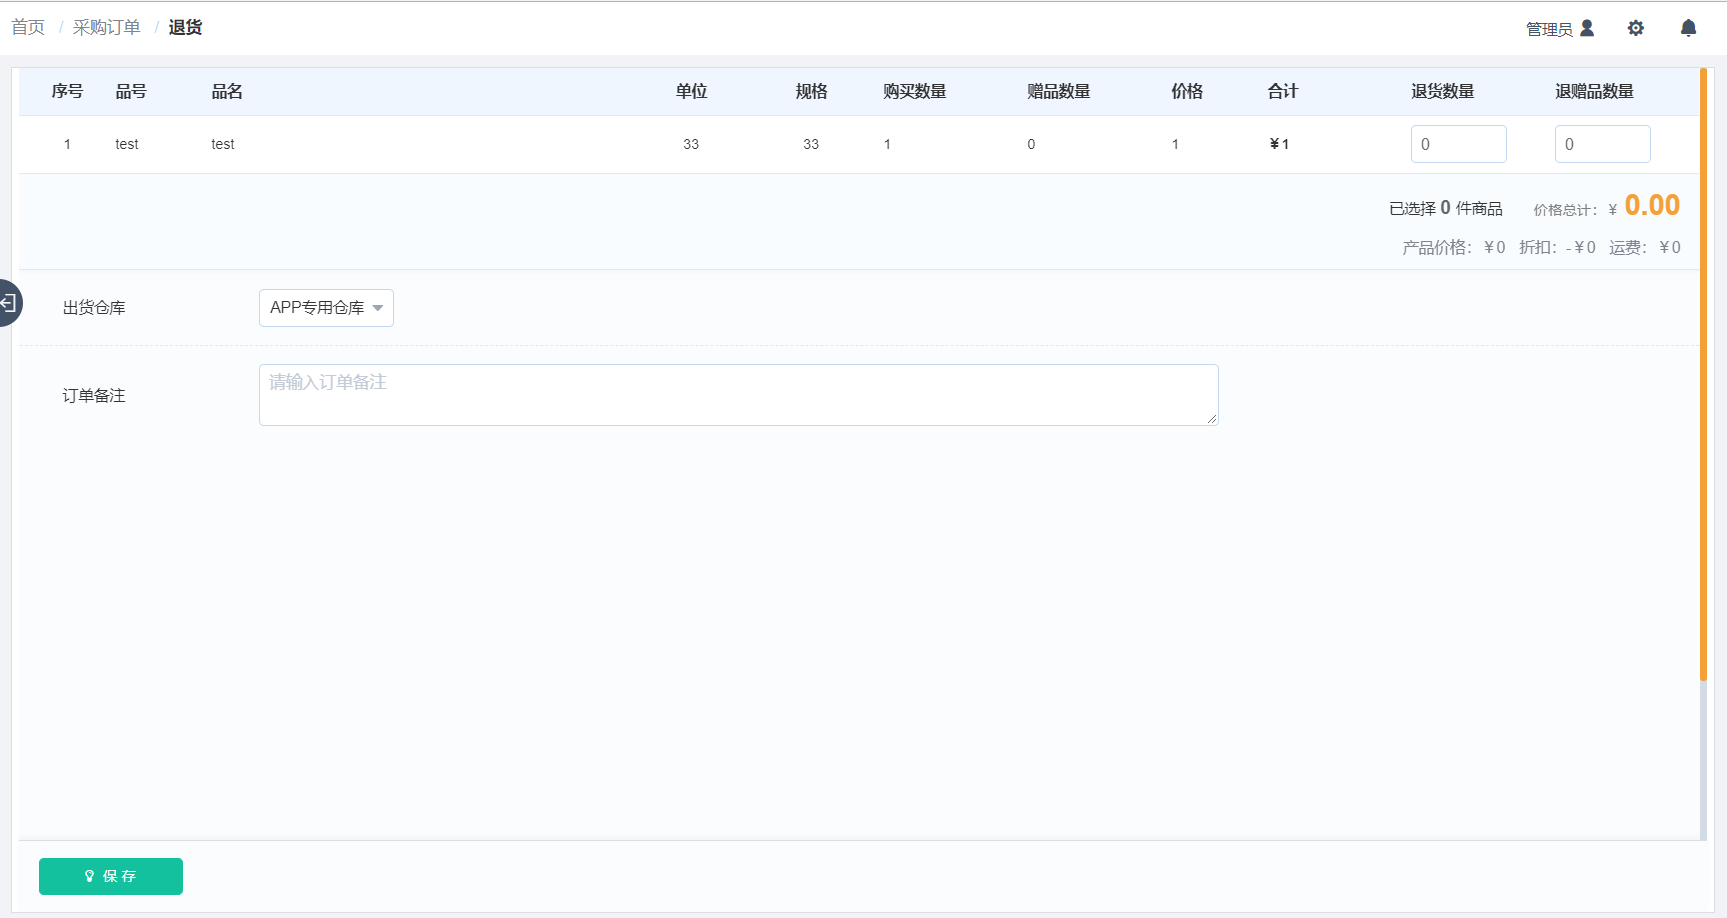 首页 / 采购订单 / 退货 管理员
序号 品号 品名 单位 规格 购买数量 赠品数量 价格 合计 退货数量 退赠品数量
1 test test 33 33 1 0 1 ¥1 0 0
已选择 0 件商品 价格总计: ¥ 0.00
产品价格: ¥0 折扣: -¥0 运费: ¥0
出货仓库 APP专用仓库
订单备注 请输入订单备注
保存